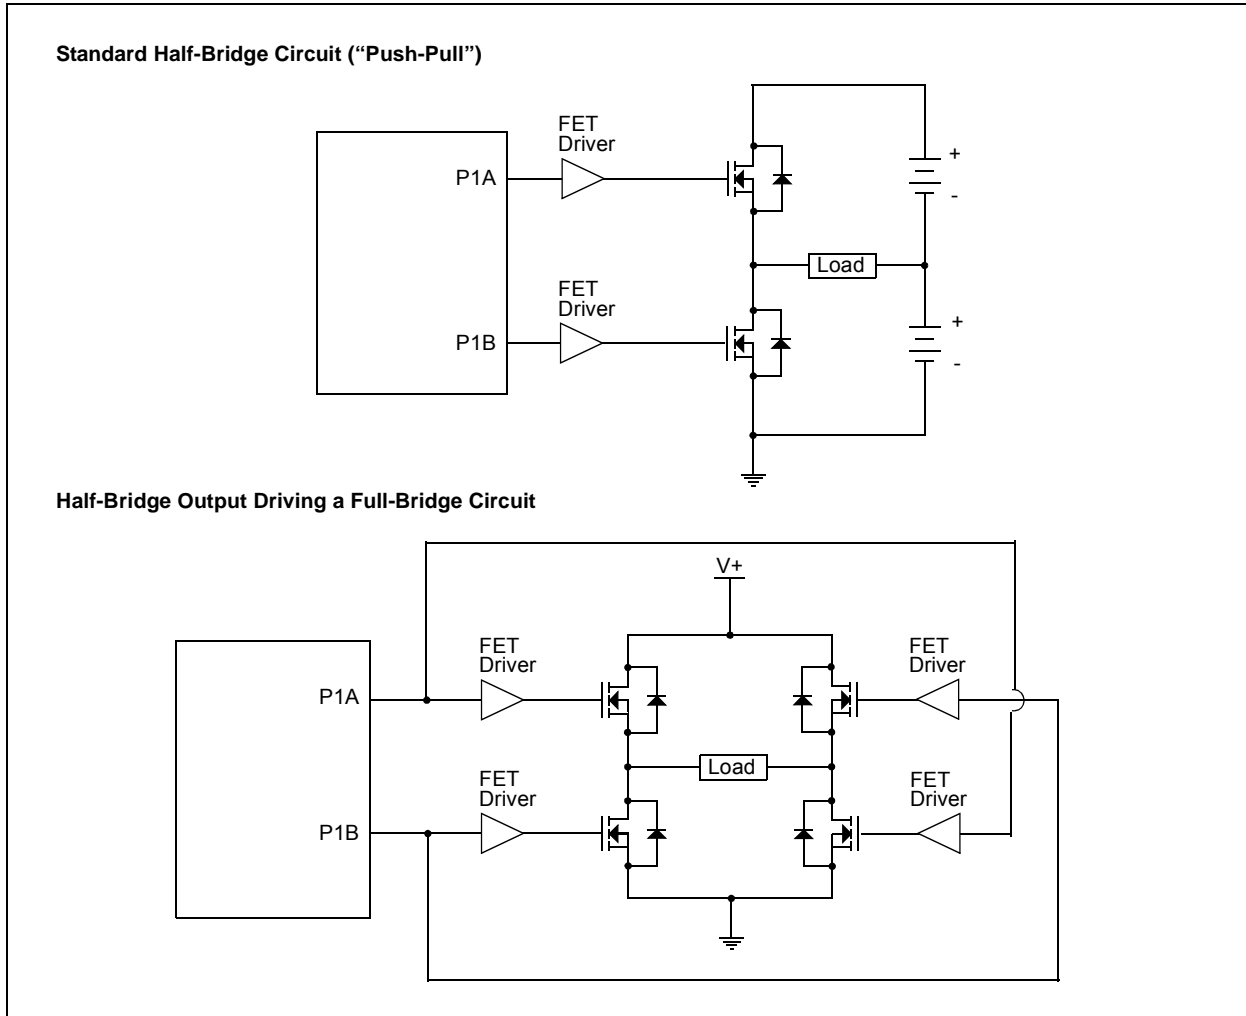 Standard Half-Bridge Circuit (“Push-Pull”)
FET
Driver
P1A
+
-
Load
FET
Driver
P1B
+
-
Half-Bridge Output Driving a Full-Bridge Circuit
V+
FET
Driver
FET
Driver
P1A
Load
FET
Driver
FET
Driver
P1B